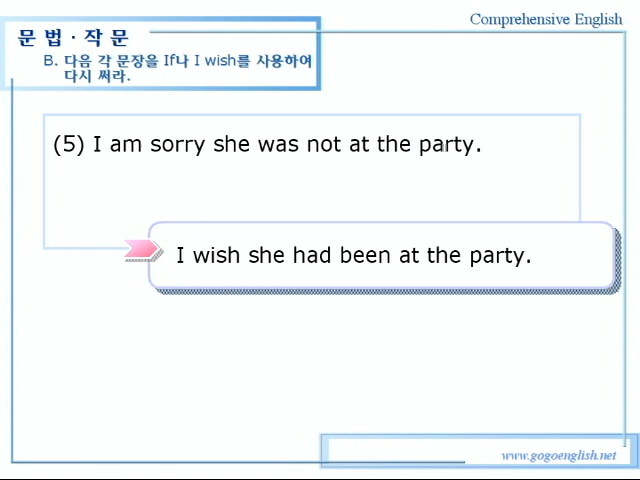 Comprehensive English
문 법 · 작 문
B. 다음 각 문장을 If나 I wish를 사용하여
다시 써라.
(5) I am sorry she was not at the party.
I wish she had been at the party.
www.gogoenglish.net